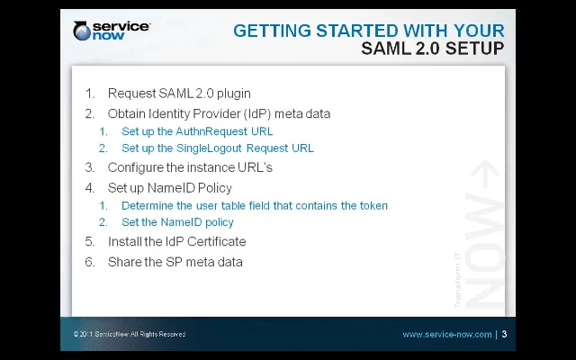 service now
GETTING STARTED WITH YOUR
SAML 2.0 SETUP
1. Request SAML 2.0 plugin
2. Obtain Identity Provider (IdP) meta data
1. Set up the AuthnRequest URL
2. Set up the SingleLogout Request URL
3. Configure the instance URL's
4. Set up NameID Policy
1. Determine the user table field that contains the token
2. Set the NameID policy
5. Install the IdP Certificate
6. Share the SP meta data
Transform IT
NOW
© 2011 ServiceNow All Rights Reserved
www.service-now.com | 3